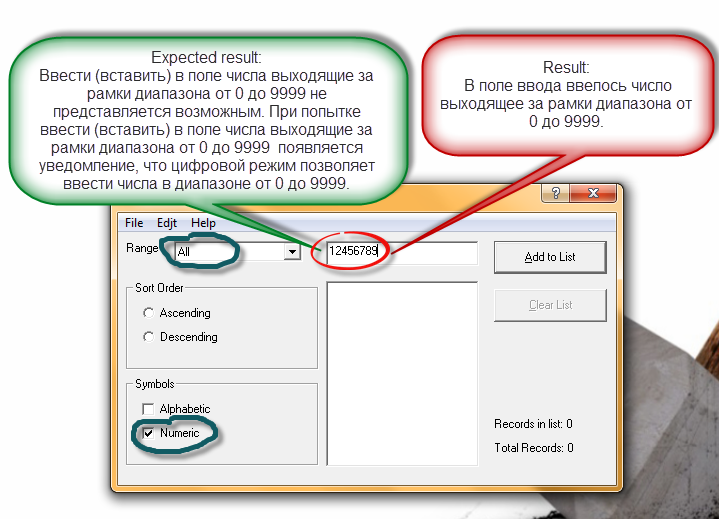 Expected result:
Ввести (вставить) в поле числа выходящие за
рамки диапазона от 0 до 9999 не
представляется возможным. При попытке
ввести (вставить) в поле числа выходящие за
рамки диапазона от 0 до 9999 появляется
уведомление, что цифровой режим позволяет
ввести числа в диапазоне от 0 до 9999.
Result:
В поле ввода ввелось число
выходящее за рамки диапазона от
0 до 9999.
File Edjt Help
Range All 12456789 Add to List
Sort Order
Ascending
Descending
Clear List
Symbols
Alphabetic
Numeric
Records in list: 0
Total Records: 0